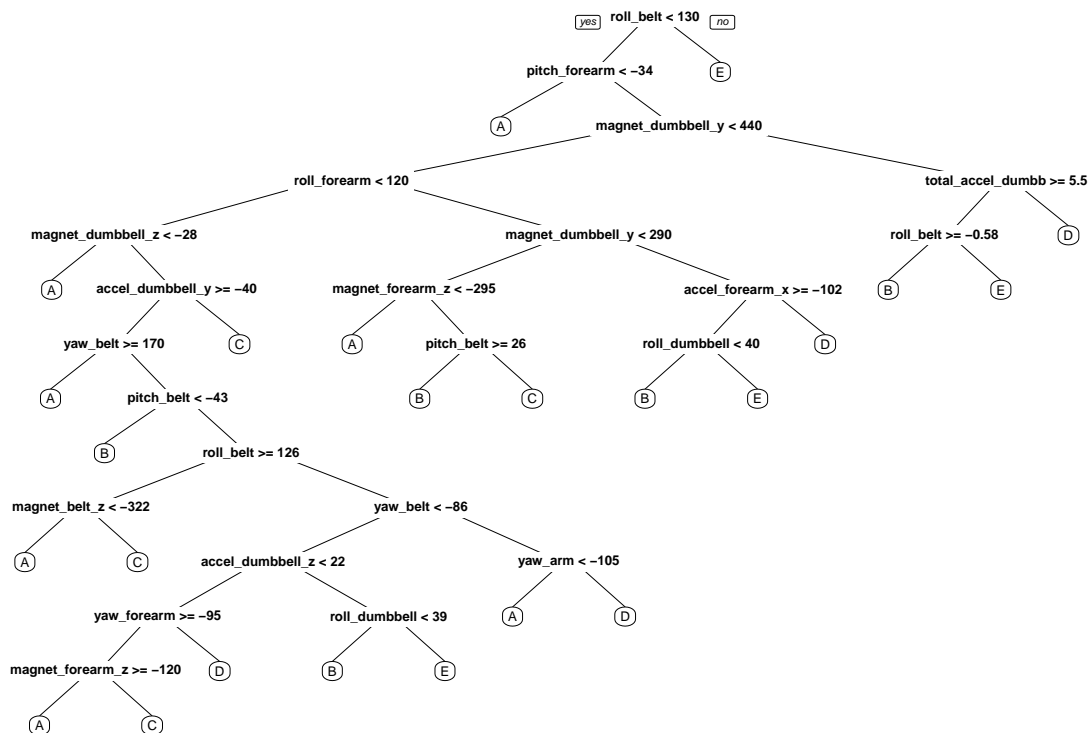 yes roll_belt < 130 no
pitch_forearm < −34 E
A magnet_dumbbell_y < 440
roll_forearm < 120 total_accel_dumbb >= 5.5
magnet_dumbbell_z < −28 magnet_dumbbell_y < 290 roll_belt >= −0.58 D
A accel_dumbbell_y >= −40 magnet_forearm_z < −295 accel_forearm_x >= −102 B E
yaw_belt >= 170 C A pitch_belt >= 26 roll_dumbbell < 40 D
A pitch_belt < −43 B C B E
B roll_belt >= 126
magnet_belt_z < −322 yaw_belt < −86
A C accel_dumbbell_z < 22 yaw_arm < −105
yaw_forearm >= −95 roll_dumbbell < 39 A D
magnet_forearm_z >= −120 D B E
A C